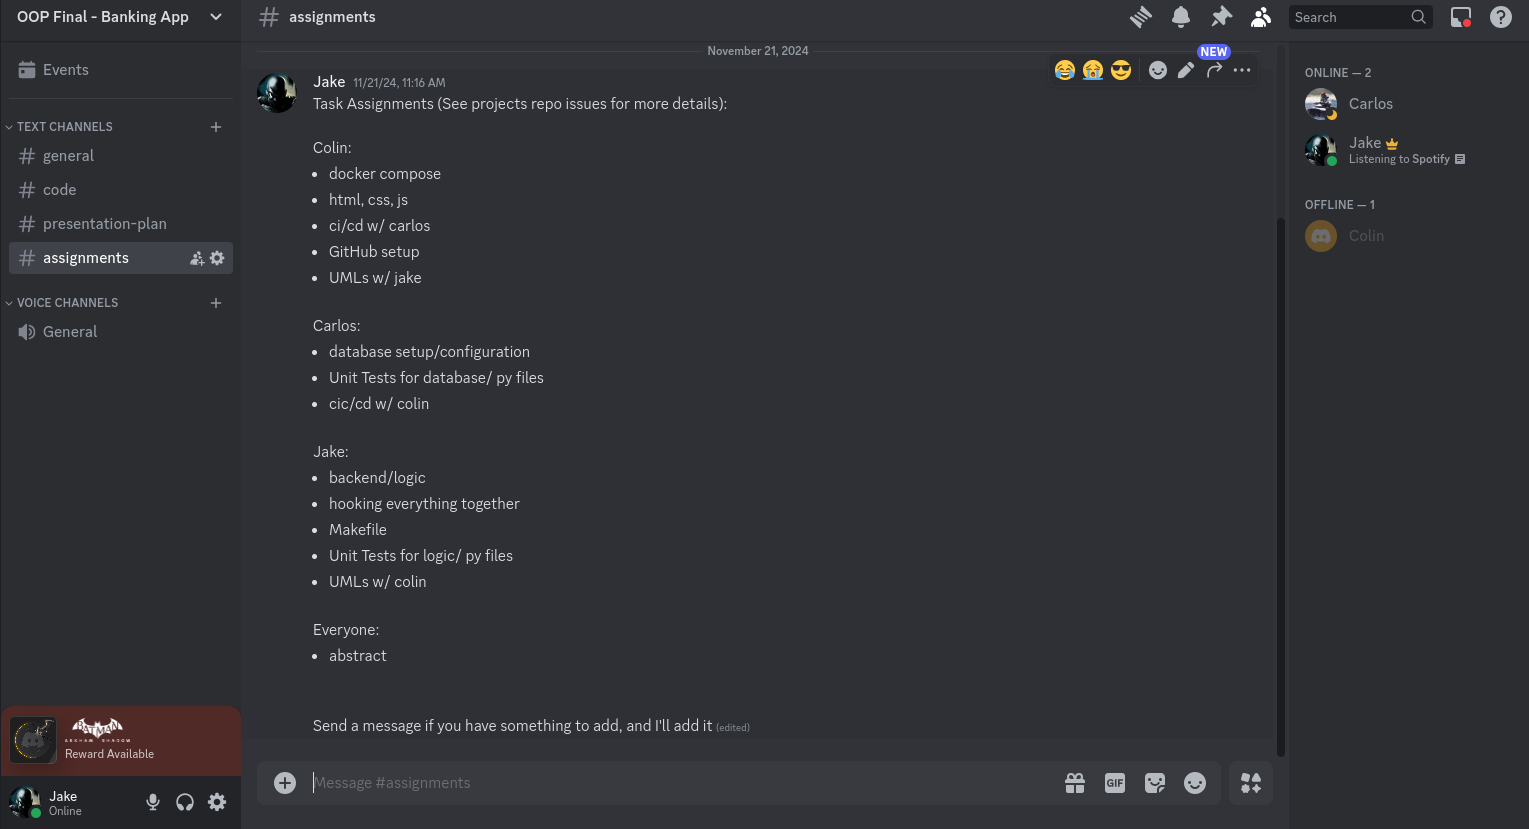 OOP Final - Banking App
Events
TEXT CHANNELS
general
code
presentation-plan
assignments
VOICE CHANNELS
General
BATMAN
ARKHAM SHADOW
Reward Available
Jake
Online
assignments
Search
November 21, 2024
NEW
Jake 11/21/24, 11:16 AM
Task Assignments (See projects repo issues for more details):
Colin:
• docker compose
• html, css, js
• ci/cd w/ carlos
• GitHub setup
• UMLs w/ jake
Carlos:
• database setup/configuration
• Unit Tests for database/ py files
• cic/cd w/ colin
Jake:
• backend/logic
• hooking everything together
• Makefile
• Unit Tests for logic/ py files
• UMLs w/ colin
Everyone:
• abstract
Send a message if you have something to add, and I'll add it (edited)
Message #assignments
GIF
ONLINE — 2
Carlos
Jake
Listening to Spotify
OFFLINE — 1
Colin